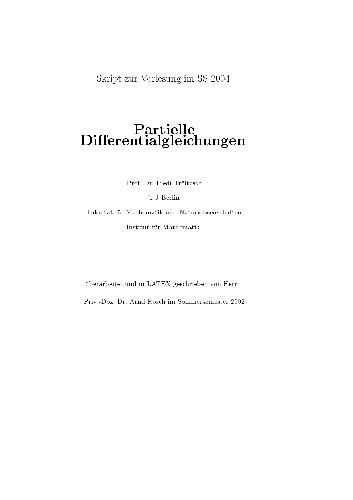 Skript zur Vorlesung im SS 2004
Partielle
Differentialgleichungen
Prof. Dr. Fredi Tröltzsch
TU Berlin
Fakultät für Mathematik und Naturwissenschaften
Institut für Mathematik
Überarbeitet und in LATEX geschrieben von Herrn
Priv.-Doz. Dr. Arnd Rösch im Sommersemester 2002